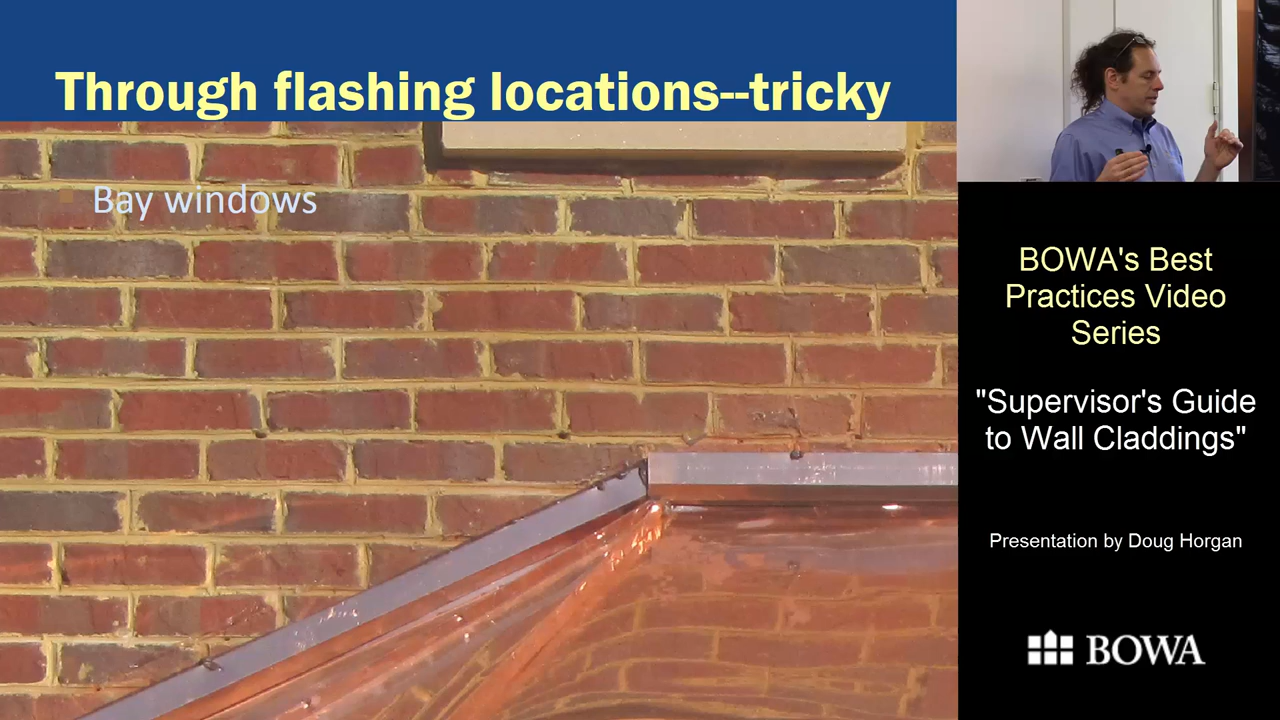 Through flashing locations--tricky
Bay windows
BOWA's Best
Practices Video
Series
"Supervisor's Guide
to Wall Claddings"
Presentation by Doug Horgan
BOWA